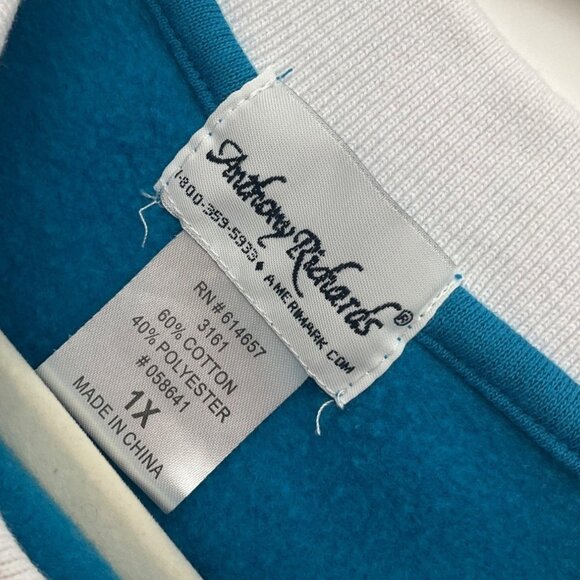 Anthony Richards®
1-800-359-5933 ♦ AMERIMARK.COM
RN# 614657
3161
60% COTTON
40% POLYESTER
# 058641
1X
MADE IN CHINA